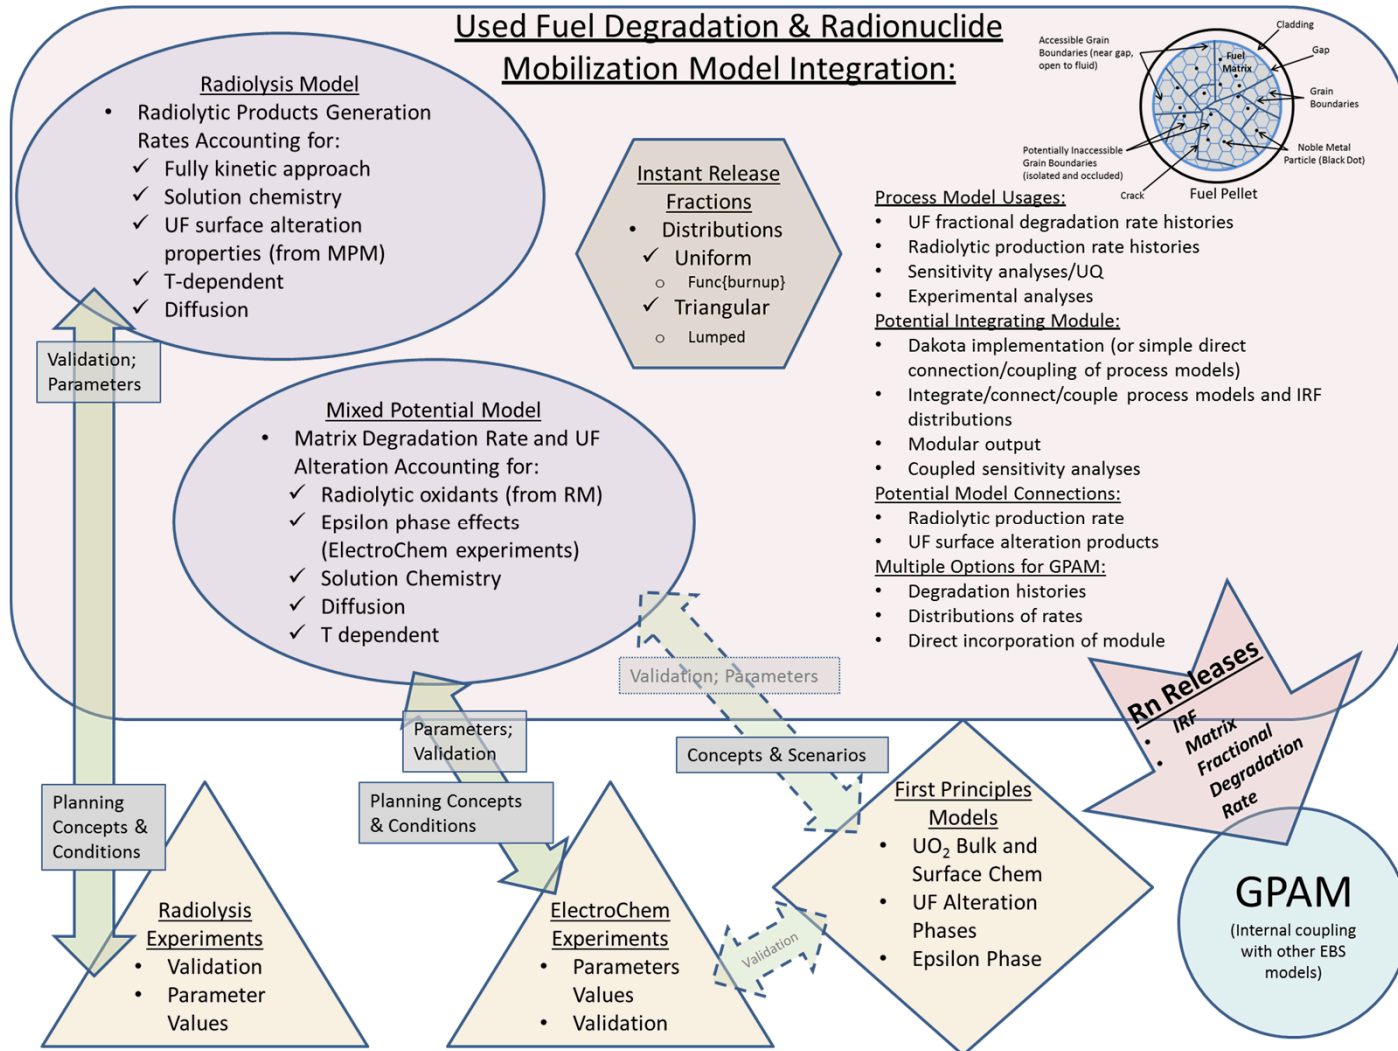 Used Fuel Degradation & Radionuclide
Mobilization Model Integration:
Accessible Grain
Boundaries (near gap,
open to fluid)
Cladding
Gap
Fuel
Matrix
Grain
Boundaries
Potentially Inaccessible
Grain Boundaries
(isolated and occluded)
Noble Metal
Particle (Black Dot)
Crack
Fuel Pellet
Radiolysis Model
• Radiolytic Products Generation
Rates Accounting for:
✓ Fully kinetic approach
✓ Solution chemistry
✓ UF surface alteration
properties (from MPM)
✓ T-dependent
✓ Diffusion
Instant Release
Fractions
• Distributions
✓ Uniform
o Func{burnup}
✓ Triangular
o Lumped
Process Model Usages:
• UF fractional degradation rate histories
• Radiolytic production rate histories
• Sensitivity analyses/UQ
• Experimental analyses
Potential Integrating Module:
• Dakota implementation (or simple direct
connection/coupling of process models)
• Integrate/connect/couple process models and IRF
distributions
• Modular output
• Coupled sensitivity analyses
Potential Model Connections:
• Radiolytic production rate
• UF surface alteration products
Multiple Options for GPAM:
• Degradation histories
• Distributions of rates
• Direct incorporation of module
Validation;
Parameters
Mixed Potential Model
• Matrix Degradation Rate and UF
Alteration Accounting for:
✓ Radiolytic oxidants (from RM)
✓ Epsilon phase effects
(ElectroChem experiments)
✓ Solution Chemistry
✓ Diffusion
✓ T dependent
Validation; Parameters
Parameters;
Validation
Concepts & Scenarios
Planning
Concepts &
Conditions
Planning Concepts
& Conditions
Rn Releases
• IRF
• Matrix
Fractional
Degradation
Rate
Radiolysis
Experiments
• Validation
• Parameter
Values
ElectroChem
Experiments
• Parameters
Values
• Validation
Validation
First Principles
Models
• UO₂ Bulk and
Surface Chem
• UF Alteration
Phases
• Epsilon Phase
GPAM
(Internal coupling
with other EBS
models)